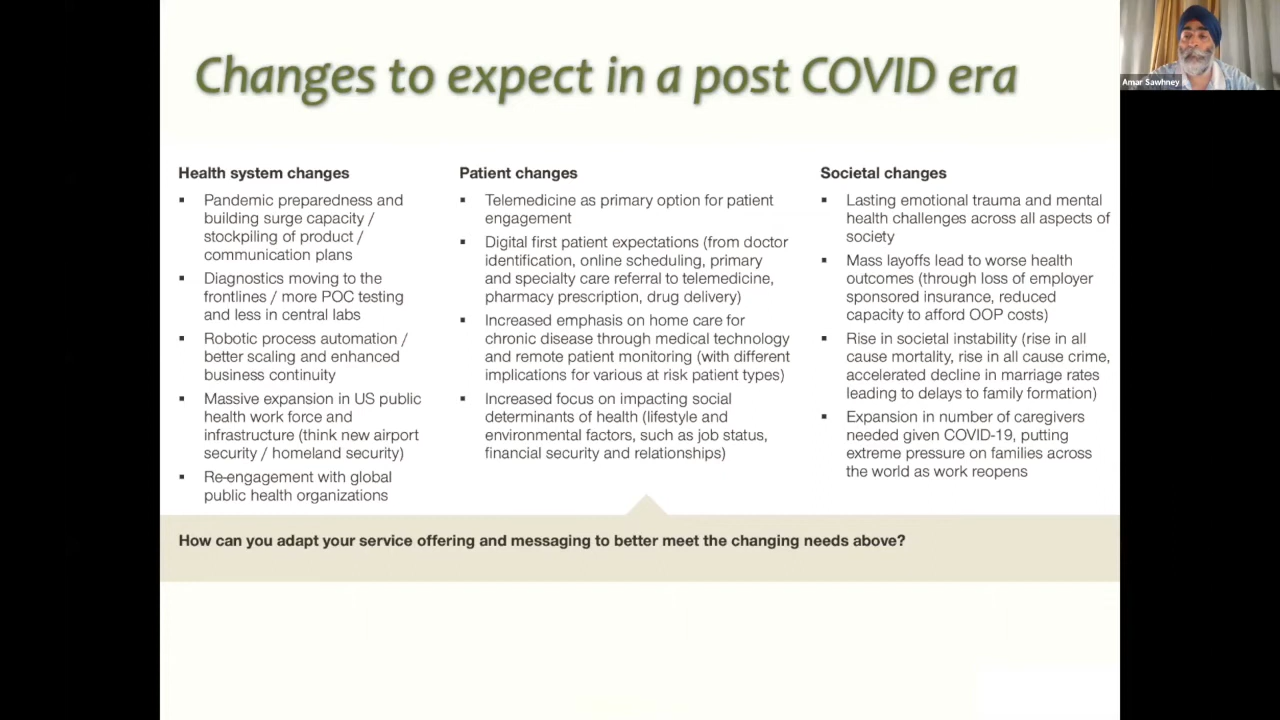 Changes to expect in a post COVID era
Amar Sawhney
Health system changes
▪ Pandemic preparedness and
building surge capacity /
stockpiling of product /
communication plans
▪ Diagnostics moving to the
frontlines / more POC testing
and less in central labs
▪ Robotic process automation /
better scaling and enhanced
business continuity
▪ Massive expansion in US public
health work force and
infrastructure (think new airport
security / homeland security)
▪ Re-engagement with global
public health organizations
Patient changes
▪ Telemedicine as primary option for patient
engagement
▪ Digital first patient expectations (from doctor
identification, online scheduling, primary
and specialty care referral to telemedicine,
pharmacy prescription, drug delivery)
▪ Increased emphasis on home care for
chronic disease through medical technology
and remote patient monitoring (with different
implications for various at risk patient types)
▪ Increased focus on impacting social
determinants of health (lifestyle and
environmental factors, such as job status,
financial security and relationships)
Societal changes
▪ Lasting emotional trauma and mental
health challenges across all aspects of
society
▪ Mass layoffs lead to worse health
outcomes (through loss of employer
sponsored insurance, reduced
capacity to afford OOP costs)
▪ Rise in societal instability (rise in all
cause mortality, rise in all cause crime,
accelerated decline in marriage rates
leading to delays to family formation)
▪ Expansion in number of caregivers
needed given COVID-19, putting
extreme pressure on families across
the world as work reopens
How can you adapt your service offering and messaging to better meet the changing needs above?